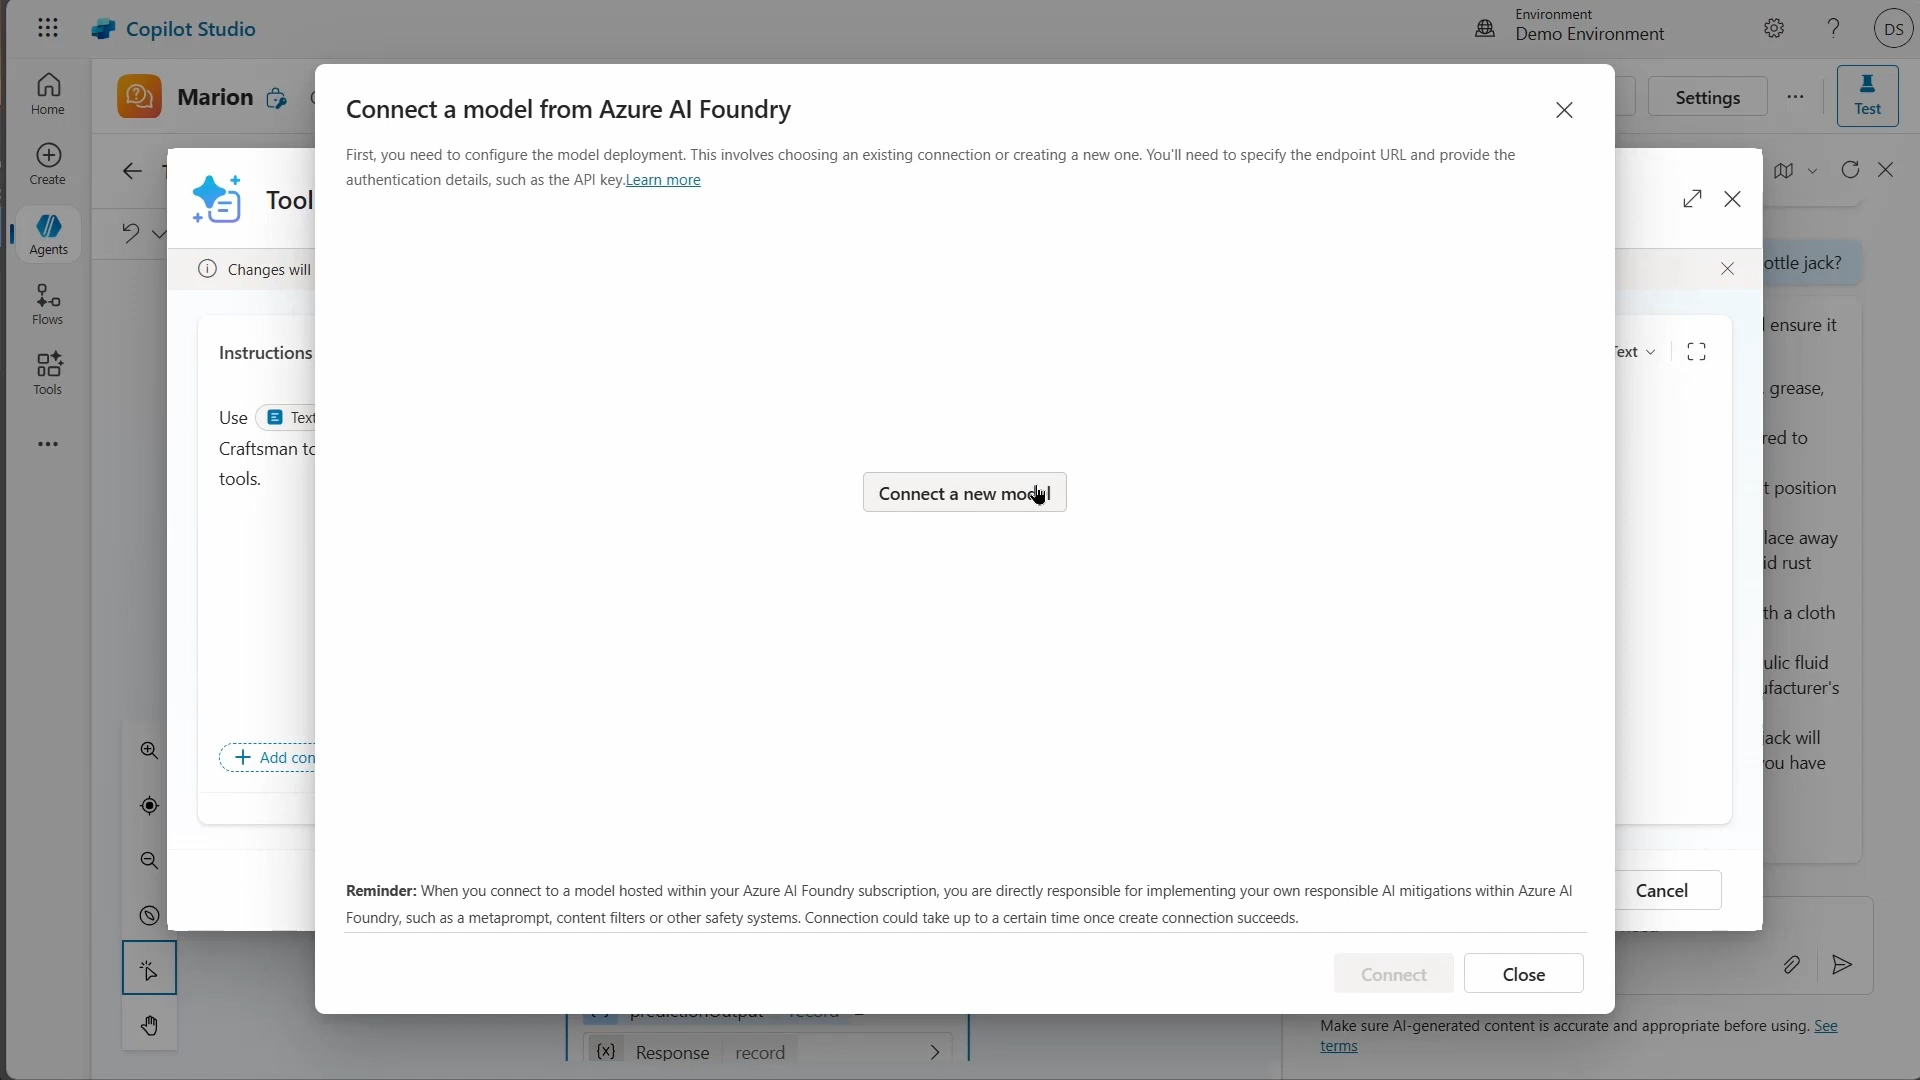 Copilot Studio
Environment
Demo Environment
DS
Home
Create
Agents
Flows
Tools
Marion
Settings
Test
Tool
Changes will
Instructions
Use Text
Craftsman to
tools.
Add con
Text
Cancel
Connect a model from Azure AI Foundry
First, you need to configure the model deployment. This involves choosing an existing connection or creating a new one. You'll need to specify the endpoint URL and provide the
authentication details, such as the API key.Learn more
Connect a new model
Reminder: When you connect to a model hosted within your Azure AI Foundry subscription, you are directly responsible for implementing your own responsible AI mitigations within Azure AI
Foundry, such as a metaprompt, content filters or other safety systems. Connection could take up to a certain time once create connection succeeds.
Connect
Close
ottle jack?
ensure it
grease,
red to
t position
lace away
id rust
th a cloth
ulic fluid
ufacturer's
jack will
you have
predictionOutput record
{x} Response record
Make sure AI-generated content is accurate and appropriate before using. See
terms